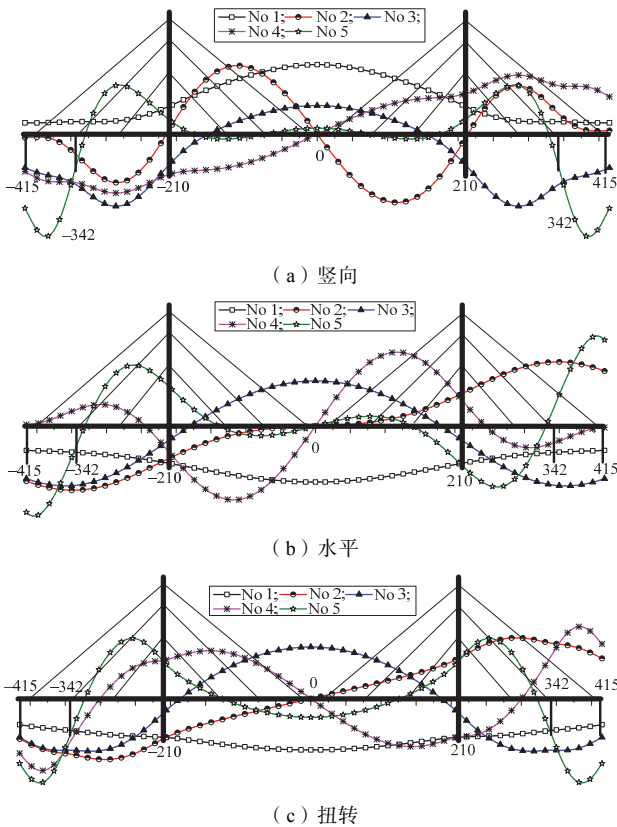 No 1; No 2; No 3;
No 4; No 5
0
–415 –210 210 415
–342 342
（a）竖向
No 1; No 2; No 3;
No 4; No 5
0
–415 –342 –210 210 342 415
（b）水平
No 1; No 2; No 3;
No 4; No 5
–415 –342 0 342 415
–210 210
（c）扭转